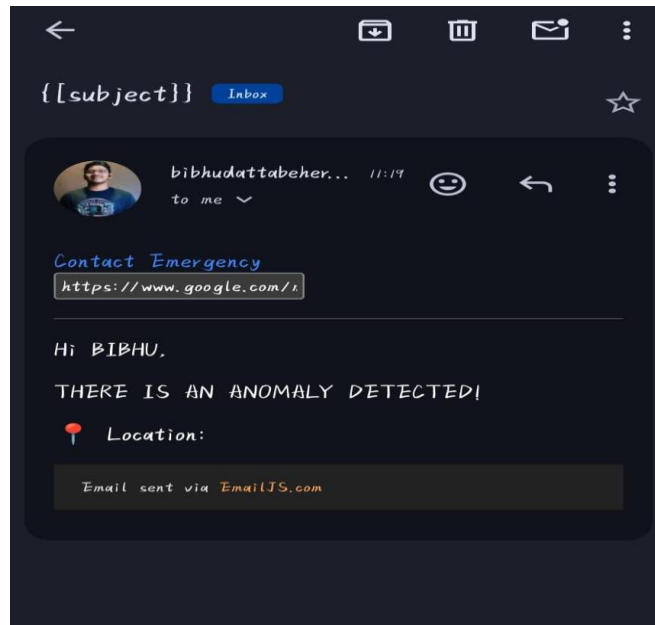 {[subject}} Inbox
bibhudattabeher... 11:19
to me
Contact Emergency
https://www.google.com/
Hi BIBHU,
THERE IS AN ANOMALY DETECTED!
Location:
Email sent via EmailJS.com